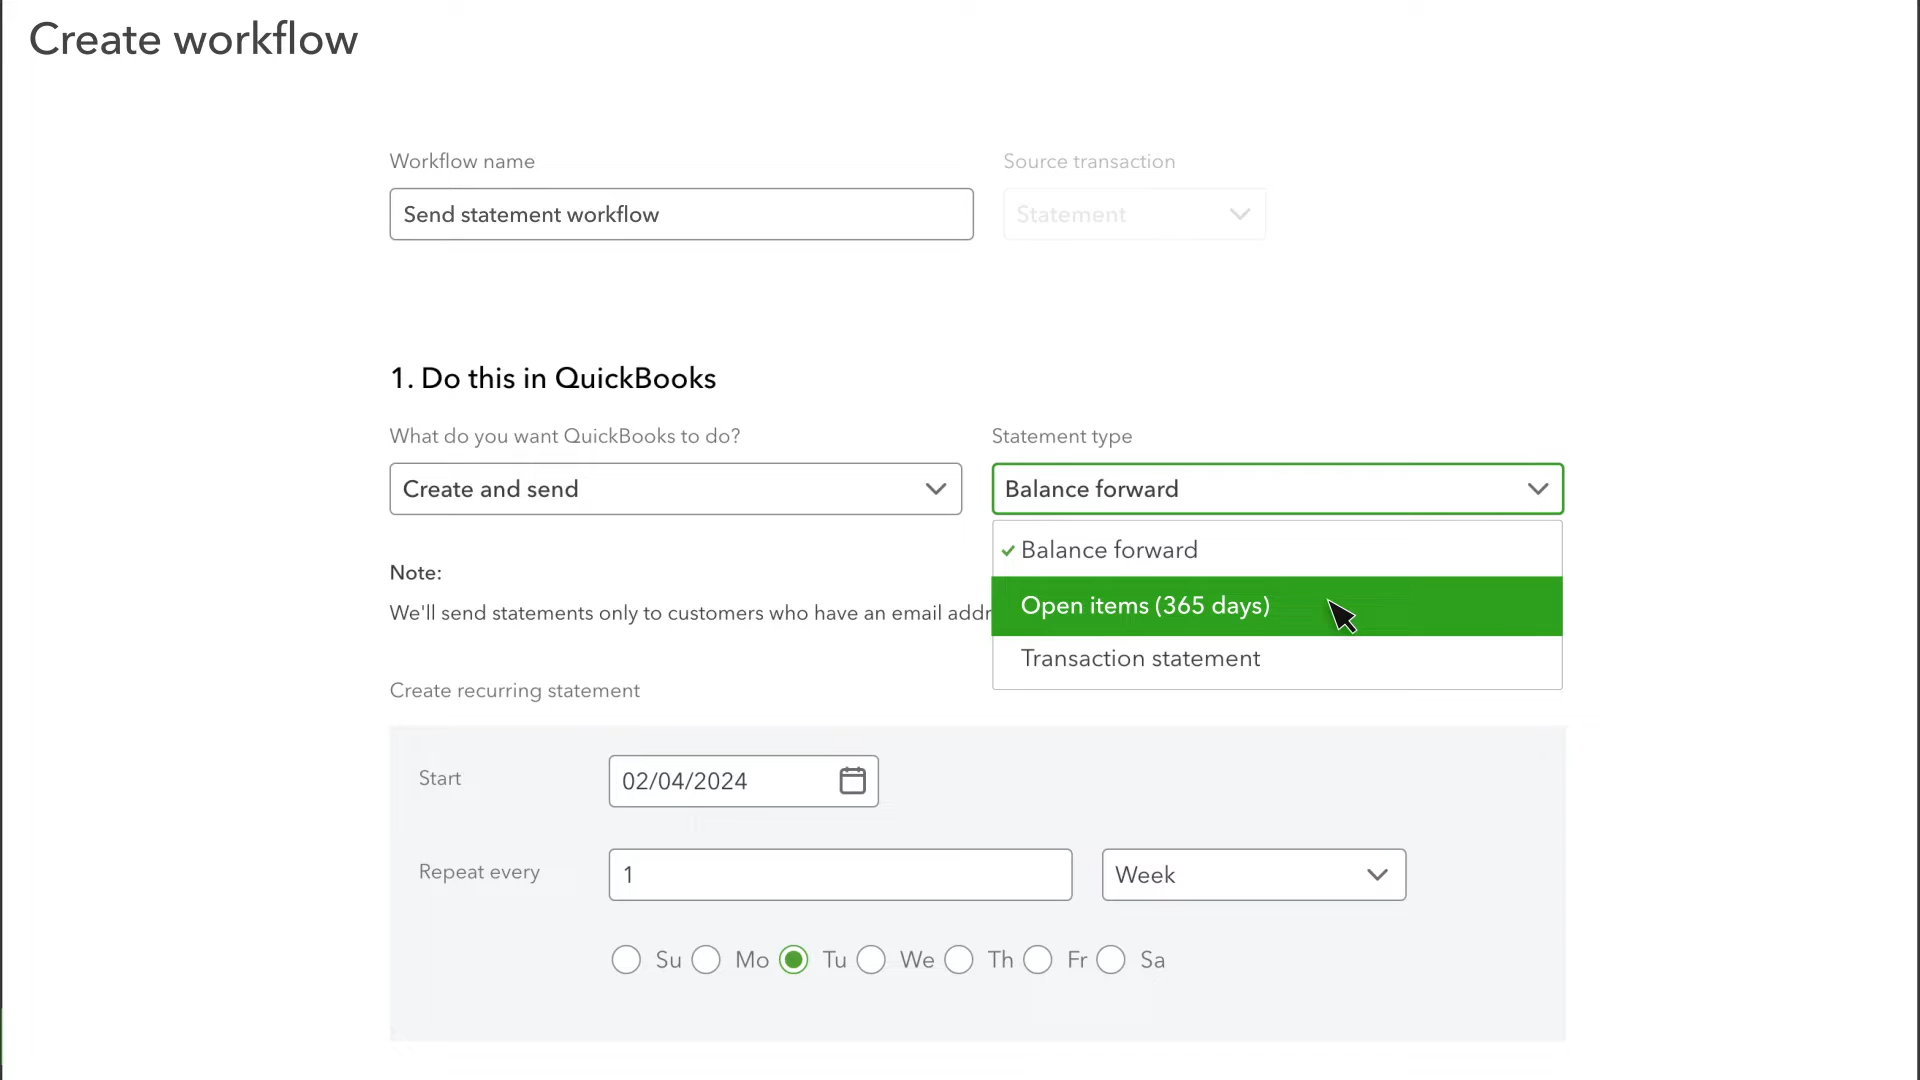 Create workflow
Workflow name
Source transaction
Send statement workflow
Statement
1. Do this in QuickBooks
What do you want QuickBooks to do?
Statement type
Create and send
Balance forward
Balance forward
Open items (365 days)
Transaction statement
Note:
We'll send statements only to customers who have an email addr
Create recurring statement
Start
02/04/2024
Repeat every
1
Week
Su Mo Tu We Th Fr Sa